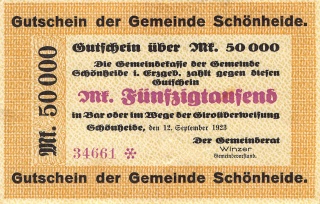 Gutschein der Gemeinde Schönheide.
Mk. 50 000
Gutschein über Mk. 50 000
Die Gemeindekasse der Gemeinde
Schönheide i. Erzgeb. zahlt gegen diesen
Gutschein
Mk. Fünfzigtausend
in Bar oder im Wege der Giroüberweisung
Schönheide, den 12. September 1923
Der Gemeinderat
Winzer
Gemeindevorstand.
34661 *
Gutschein der Gemeinde Schönheide.